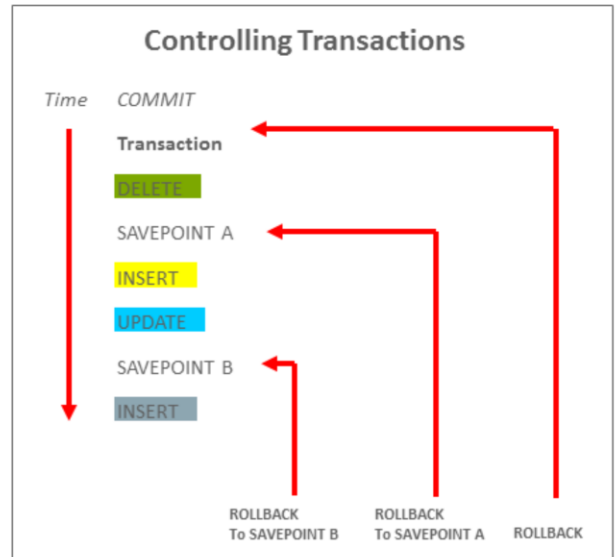 Controlling Transactions
Time COMMIT
Transaction
DELETE
SAVEPOINT A
INSERT
UPDATE
SAVEPOINT B
INSERT
ROLLBACK
To SAVEPOINT B
ROLLBACK
To SAVEPOINT A
ROLLBACK